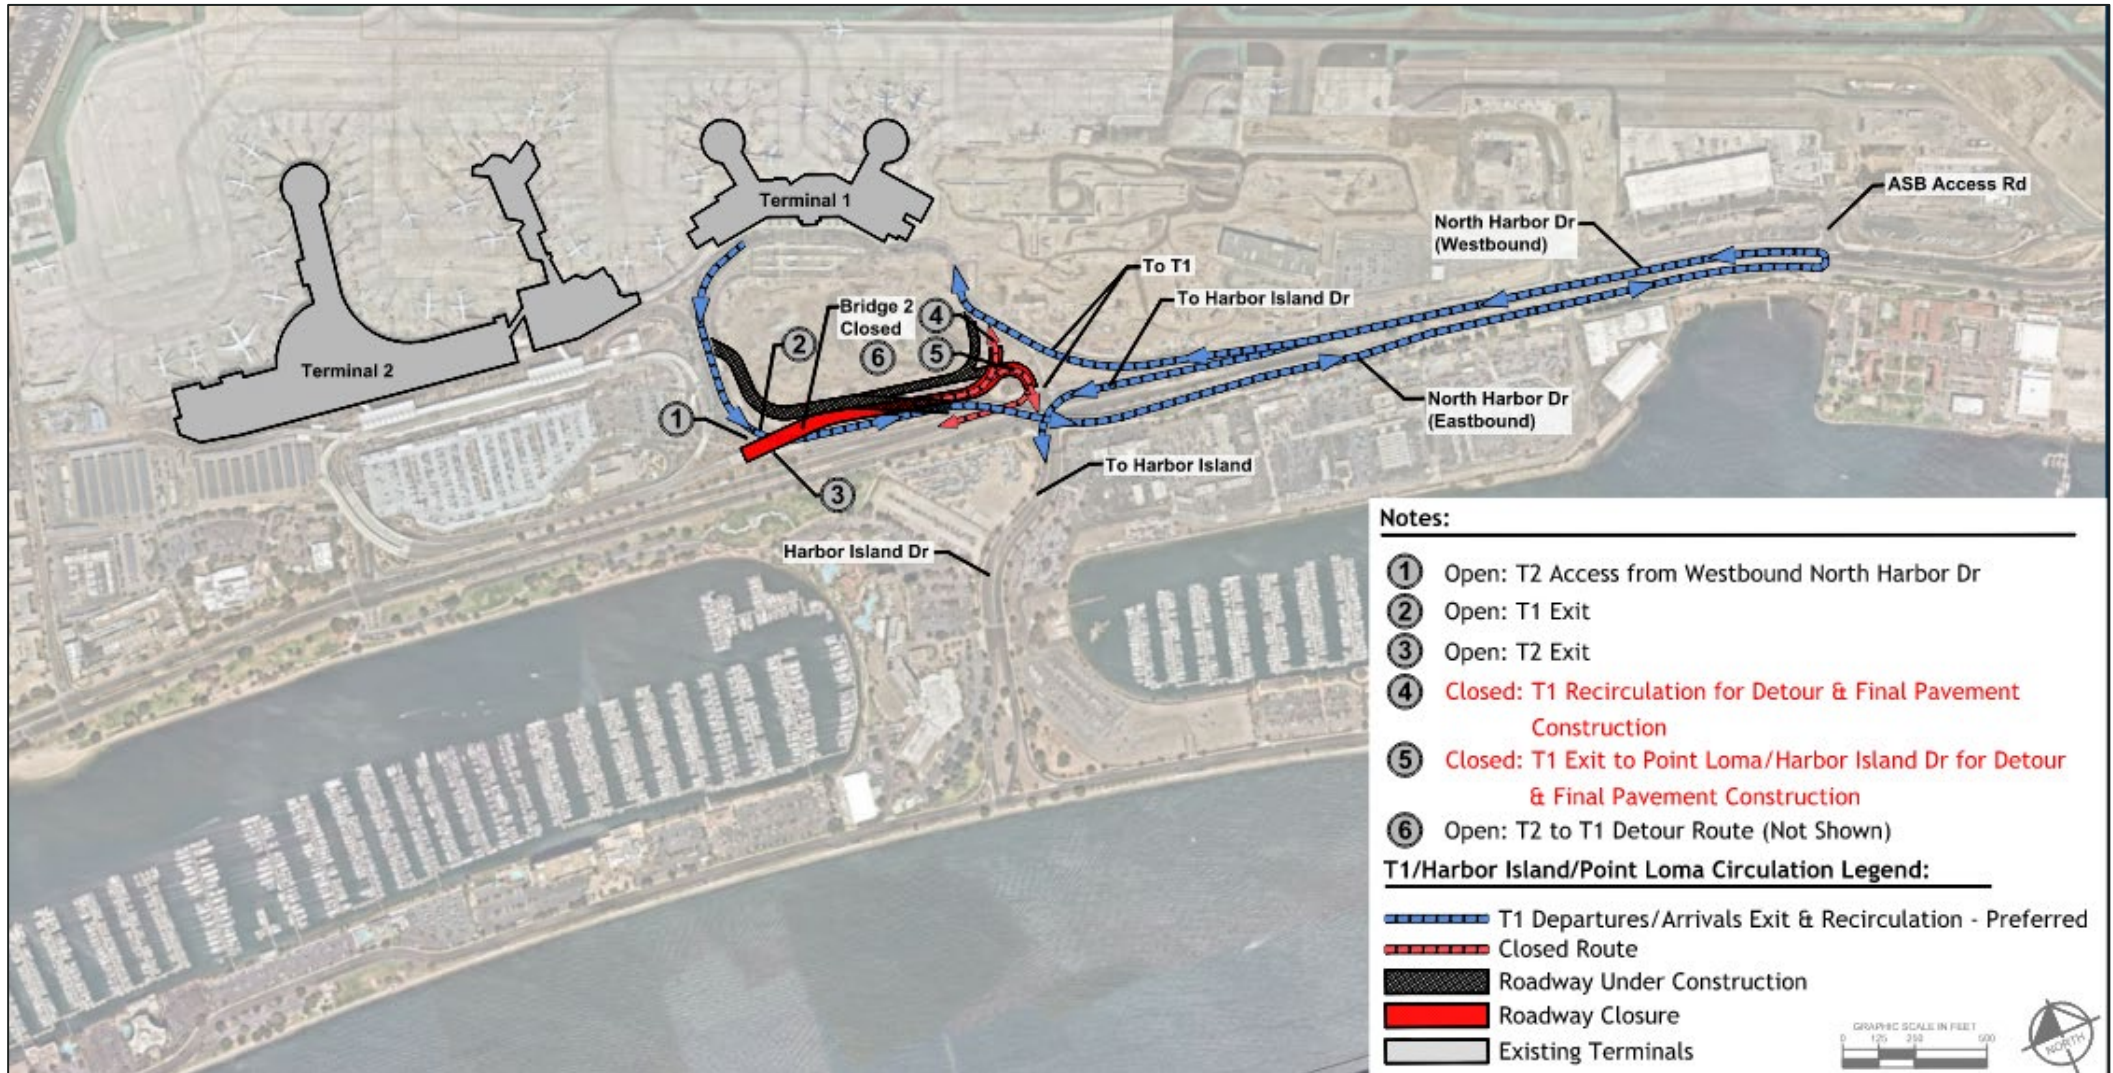 Terminal 1
ASB Access Rd
North Harbor Dr
(Westbound)
To T1
To Harbor Island Dr
Bridge 2
Closed
4
2
6
5
Terminal 2
North Harbor Dr
(Eastbound)
1
To Harbor Island
3
Harbor Island Dr
Notes:
1 Open: T2 Access from Westbound North Harbor Dr
2 Open: T1 Exit
3 Open: T2 Exit
4 Closed: T1 Recirculation for Detour & Final Pavement
Construction
5 Closed: T1 Exit to Point Loma/Harbor Island Dr for Detour
& Final Pavement Construction
6 Open: T2 to T1 Detour Route (Not Shown)
T1/Harbor Island/Point Loma Circulation Legend:
T1 Departures/Arrivals Exit & Recirculation - Preferred
Closed Route
Roadway Under Construction
Roadway Closure
Existing Terminals
GRAPHIC SCALE IN FEET
0 125 250 500
NORTH